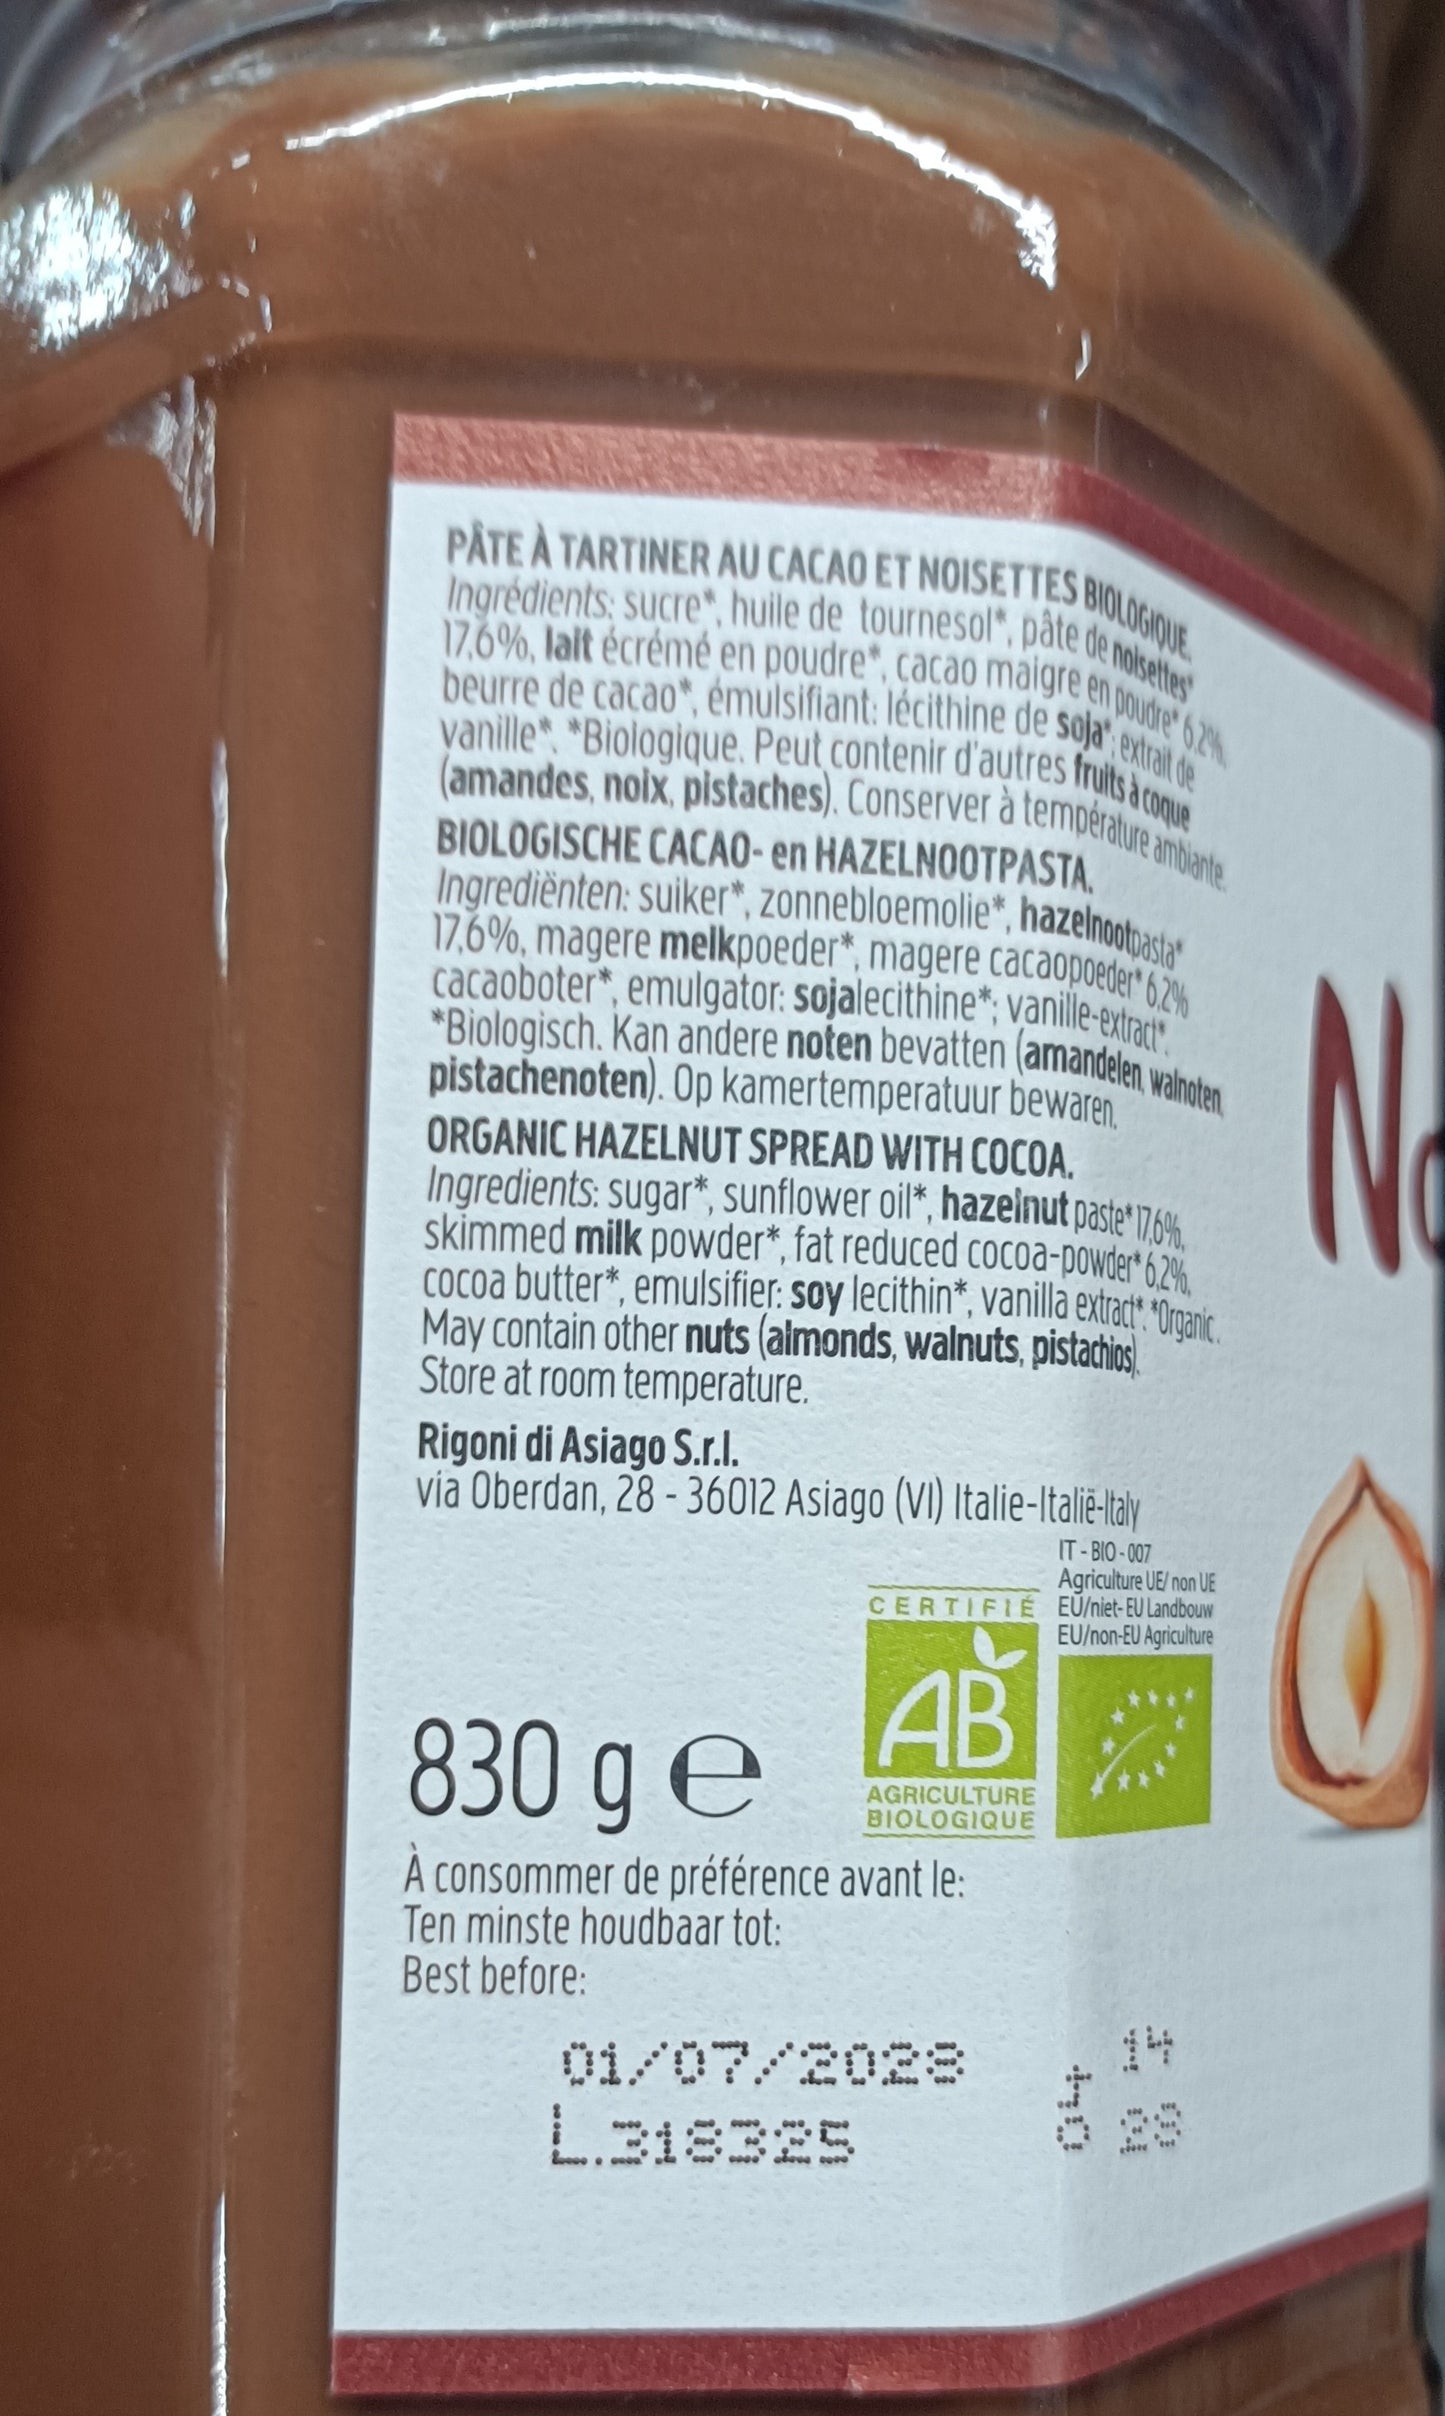 PÂTE À TARTINER AU CACAO ET NOISETTES BIOLOGIQUE.
Ingrédients: sucre*, huile de tournesol*, pâte de noisettes*
17,6%, lait écrémé en poudre*, cacao maigre en poudre* 6,2%,
beurre de cacao*, émulsifiant: lécithine de soja*; extrait de
vanille*. *Biologique. Peut contenir d'autres fruits à coque
(amandes, noix, pistaches). Conserver à température ambiante.
BIOLOGISCHE CACAO- en HAZELNOOTPASTA.
Ingrediënten: suiker*, zonnebloemolie*, hazelnootpasta*
17,6%, magere melkpoeder*, magere cacaopoeder* 6,2%
cacaoboter*, emulgator: sojalecithine*; vanille-extract*.
*Biologisch. Kan andere noten bevatten (amandelen, walnoten,
pistachenoten). Op kamertemperatuur bewaren.
ORGANIC HAZELNUT SPREAD WITH COCOA.
Ingredients: sugar*, sunflower oil*, hazelnut paste* 17,6%,
skimmed milk powder*, fat reduced cocoa-powder* 6,2%,
cocoa butter*, emulsifier: soy lecithin*, vanilla extract*. *Organic.
May contain other nuts (almonds, walnuts, pistachios).
Store at room temperature.
Rigoni di Asiago S.r.l.
via Oberdan, 28 - 36012 Asiago (VI) Italie-Italië-Italy
IT - BIO - 007
Agriculture UE/ non UE
EU/niet- EU Landbouw
EU/non-EU Agriculture
CERTIFIÉ
AB
AGRICULTURE
BIOLOGIQUE
830 g e
À consommer de préférence avant le:
Ten minste houdbaar tot:
Best before:
01/07/2028
L.318325
14
28